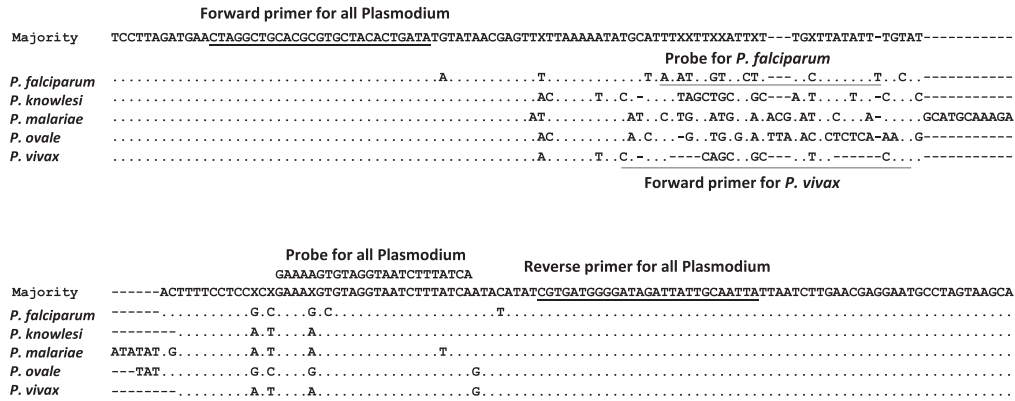 Forward primer for all Plasmodium
Majority TCCTTAGATGAACTAGGCTGCACGCGTGCTACACTGATATGTATAACGAGTTXTTAAAAATATGCATTTXXTTXXATTXT---TGXTTATATT-TGTAT-----------
Probe for P. falciparum
P. falciparum ........................................A...........T............T.A.AT..GT..CT.---..C.......T..C..-----------
P. knowlesi ....................................................AC.....T..C.-....TAGCTGC..GC---.A.T....T..-C...C-----------
P. malariae ...................................................AT..........AT.C.TG..ATG..A.ACG.AT..C...A-.....GCATGCAAAGA
P. ovale ....................................................AC.........A.C...-G.TG.G.ATTA.ACCTCTCA-AA..G-----------
P. vivax ....................................................A......T..C.-...----CAGC..GC---..T..------C....-----------
Forward primer for P. vivax
Probe for all Plasmodium
GAAAAGTGTAGGTAATCTTTATCA
Reverse primer for all Plasmodium
Majority ------ACTTTTCCTCCXCXGAAAXGTGTAGGTAATCTTTATCAATACATATCGTGATGGGGATAGATTATTGCAATTATTAATCTTGAACGAGGAATGCCTAGTAAGCA
P. falciparum ------...........G.C....G.C....................T...............................................................
P. knowlesi --------.........A.T....A......................................................................................
P. malariae ATATAT.G.........A.T....A...............T......................................................................
P. ovale ---TAT...........G.C....G...................G..................................................................
P. vivax --------.........A.T....A...................G..................................................................